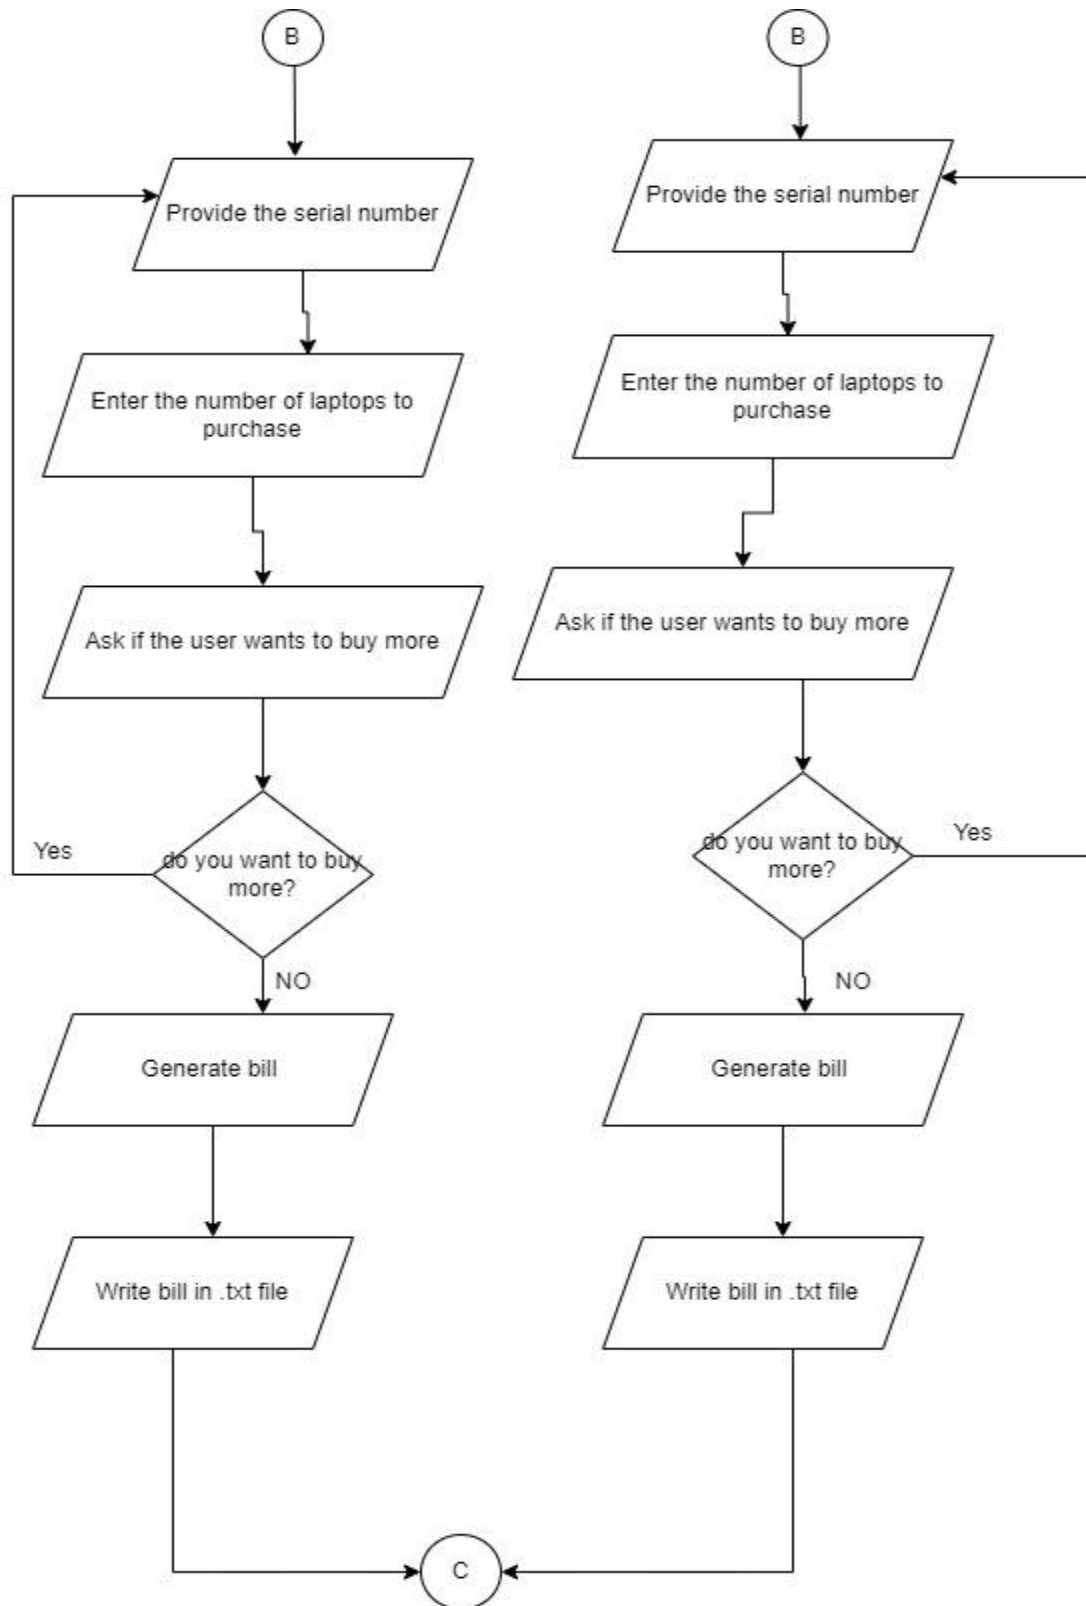 B
Provide the serial number
Enter the number of laptops to
purchase
Ask if the user wants to buy more
do you want to buy
more?
Yes
NO
Generate bill
Write bill in .txt file
B
Provide the serial number
Enter the number of laptops to
purchase
Ask if the user wants to buy more
do you want to buy
more?
Yes
NO
Generate bill
Write bill in .txt file
C